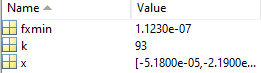 Name Value
fxmin 1.1230e-07
k 93
x [-5.1800e-05,-2.1900e...